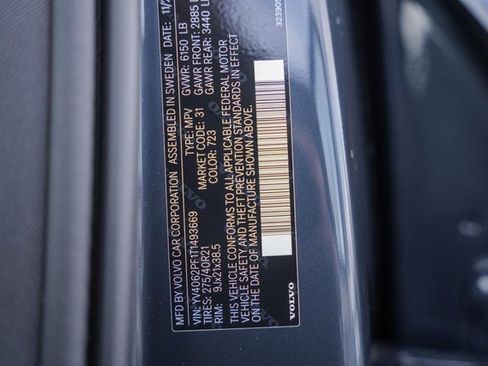 MFD BY VOLVO CAR CORPORATION ASSEMBLED IN SWEDEN DATE: 11/2
VIN: YV4062PF1T1493669 TYPE: MPV GVWR: 6150 LB
TIRES: 275/40R21 MARKET CODE: 31 GAWR FRONT: 2885
RIM: 9Jx21x38.5 COLOR: 723 GAWR REAR: 3440 L
THIS VEHICLE CONFORMS TO ALL APPLICABLE FEDERAL MOTOR
VEHICLE SAFETY AND THEFT PREVENTION STANDARDS IN EFFECT
ON THE DATE OF MANUFACTURE SHOWN ABOVE.
VOLVO
323905